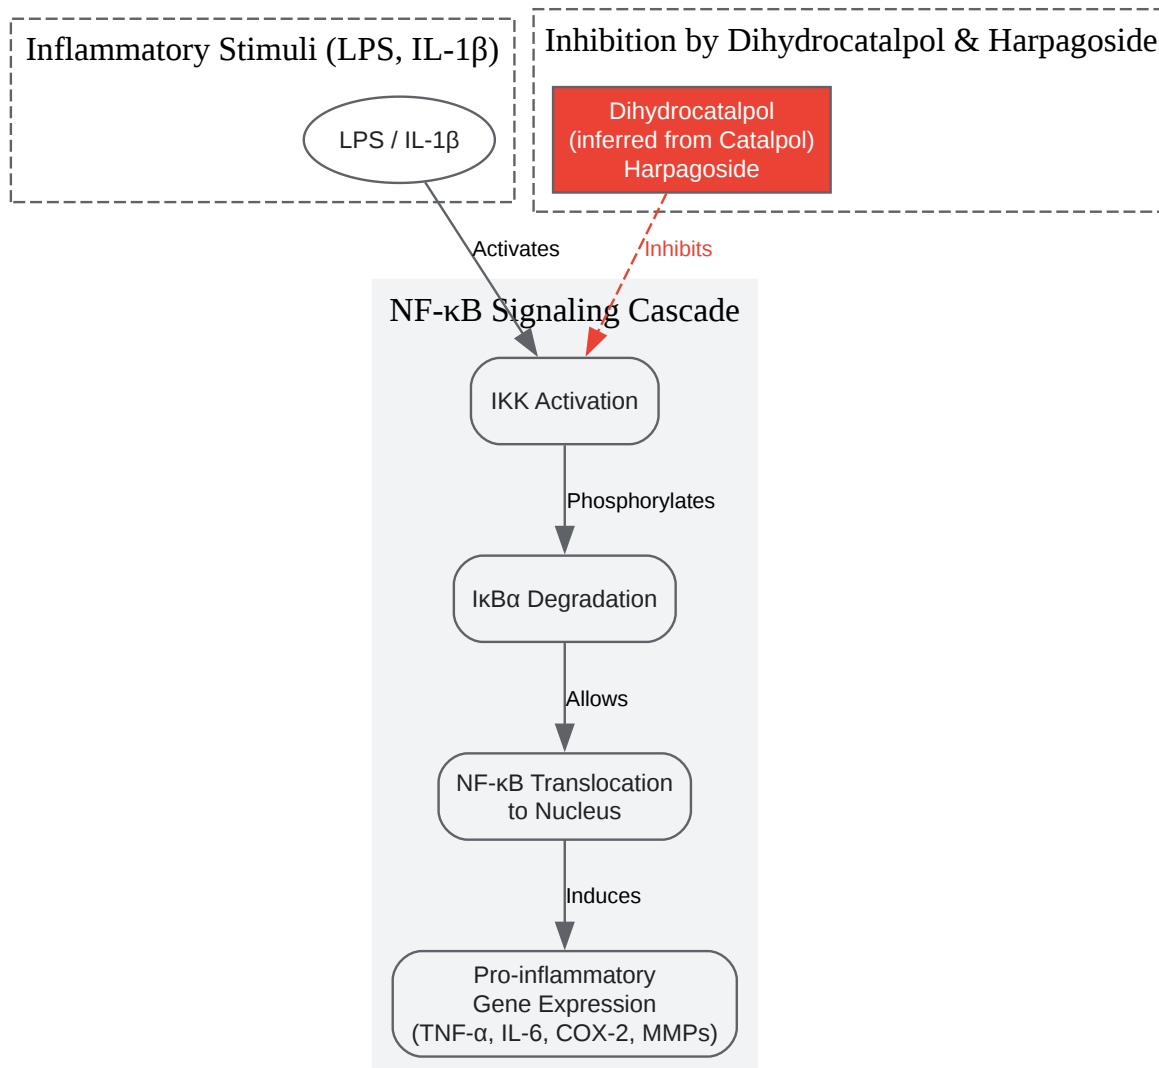 Inflammatory Stimuli (LPS, IL-1β)
Inhibition by Dihydrocatalpol & Harpagoside
LPS / IL-1β
Dihydrocatalpol
(inferred from Catalpol)
Harpagoside
Activates
Inhibits
NF-κB Signaling Cascade
IKK Activation
Phosphorylates
IκBα Degradation
Allows
NF-κB Translocation
to Nucleus
Induces
Pro-inflammatory
Gene Expression
(TNF-α, IL-6, COX-2, MMPs)